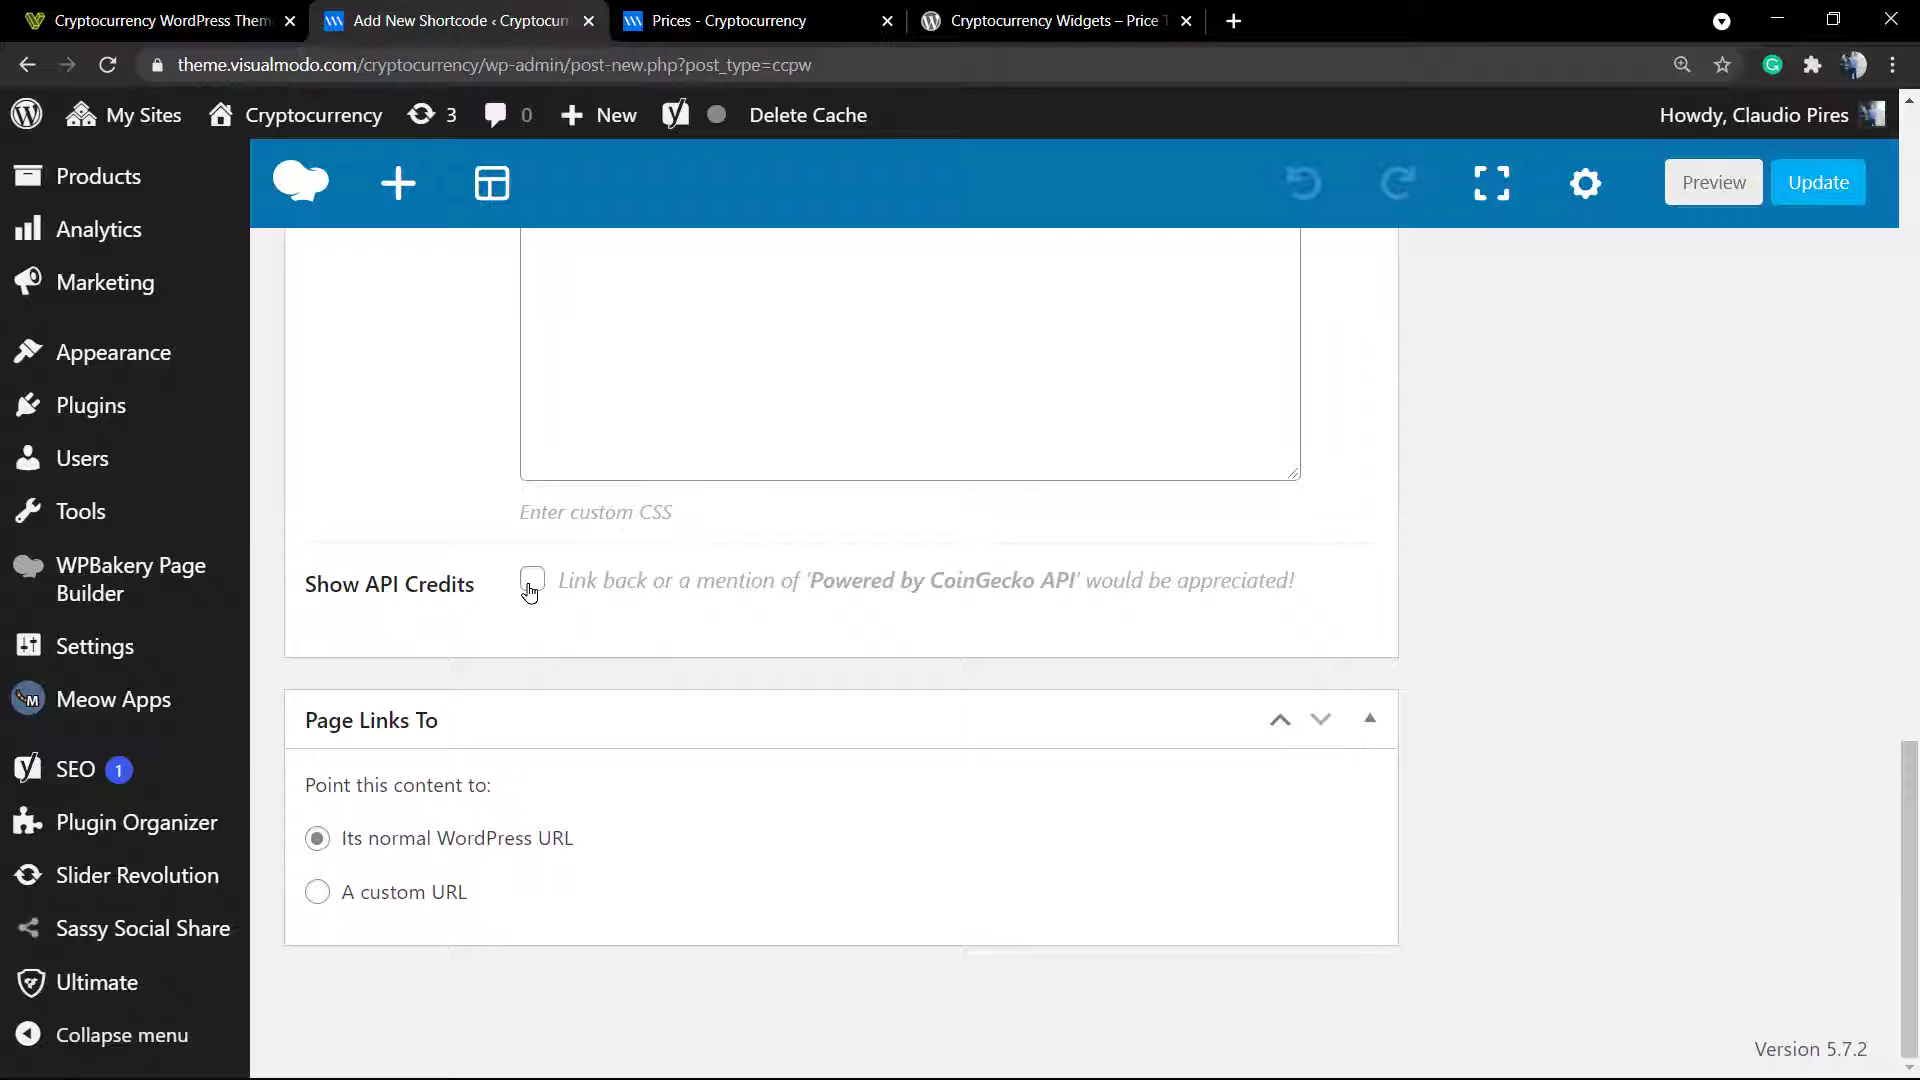 Cryptocurrency WordPress Them
Add New Shortcode ‹ Cryptocurr
Prices - Cryptocurrency
Cryptocurrency Widgets – Price T
theme.visualmodo.com/cryptocurrency/wp-admin/post-new.php?post_type=ccpw
My Sites
Cryptocurrency
3
0
New
Delete Cache
Howdy, Claudio Pires
Products
Analytics
Marketing
Appearance
Plugins
Users
Tools
WPBakery Page
Builder
Settings
Meow Apps
SEO 1
Plugin Organizer
Slider Revolution
Sassy Social Share
Ultimate
Collapse menu
Preview
Update
Enter custom CSS
Show API Credits
Link back or a mention of 'Powered by CoinGecko API' would be appreciated!
Page Links To
Point this content to:
Its normal WordPress URL
A custom URL
Version 5.7.2